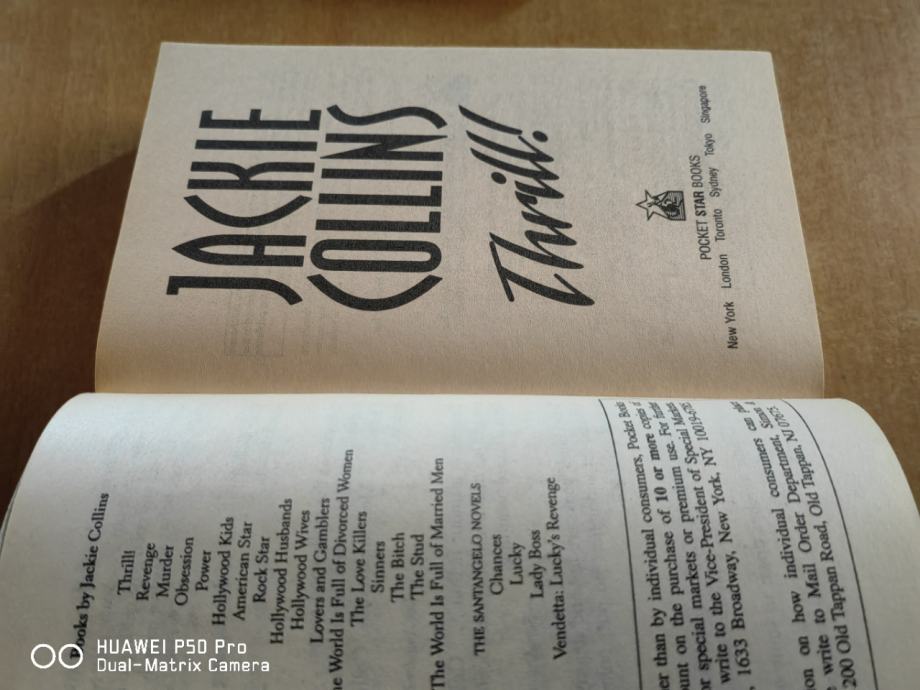 Books by Jackie Collins
Thrill!
Revenge
Murder
Obsession
Power
Hollywood Kids
American Star
Rock Star
Hollywood Husbands
Hollywood Wives
Lovers and Gamblers
World Is Full of Divorced Women
The Love Killers
Sinners
The Bitch
The Stud
The World Is Full of Married Men
THE SANTANGELO NOVELS
Chances
Lucky
Lady Boss
Vendetta: Lucky's Revenge
than by individual consumers, Pocket Books
on the purchase of 10 or more copies of
special markets or premium use. For further
write to the Vice-President of Special Markets,
1633 Broadway, New York, NY 10019-6785
on how individual consumers can place
write to Mail Order Department, Simon &
200 Old Tappan Road, Old Tappan, NJ 07675.
JACKIE
COLLINS
Thrill!
POCKET STAR BOOKS
New York London Toronto Sydney Tokyo Singapore
HUAWEI P50 Pro
Dual-Matrix Camera